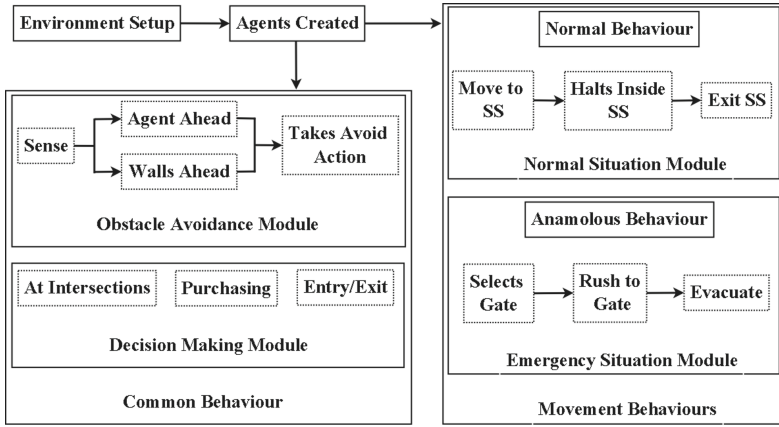 Environment Setup
Agents Created
Sense
Agent Ahead
Walls Ahead
Takes Avoid
Action
Obstacle Avoidance Module
At Intersections
Purchasing
Entry/Exit
Decision Making Module
Common Behaviour
Normal Behaviour
Move to
SS
Halts Inside
SS
Exit SS
Normal Situation Module
Anamolous Behaviour
Selects
Gate
Rush to
Gate
Evacuate
Emergency Situation Module
Movement Behaviours